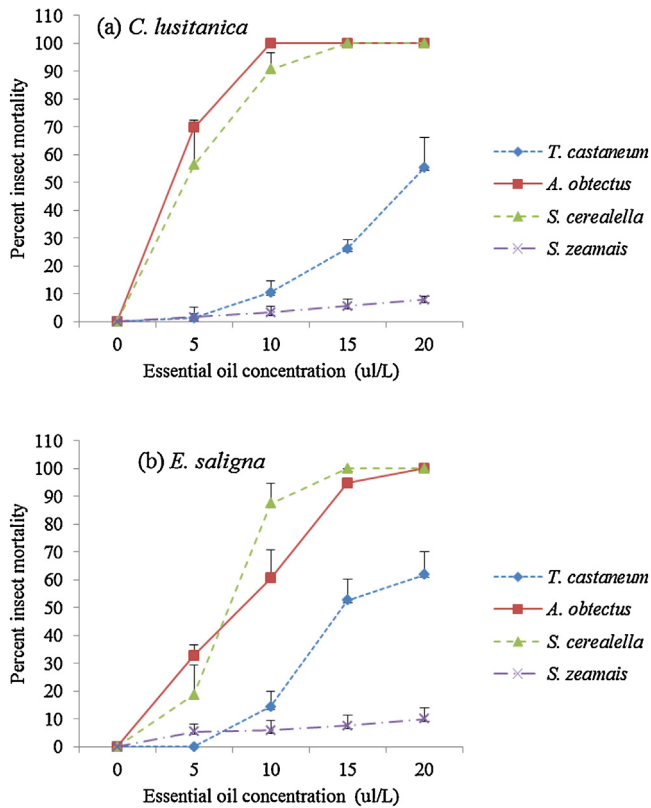 (a) C. lusitanica
Percent insect mortality
110
100
90
80
70
60
50
40
30
20
10
0
0 5 10 15 20
Essential oil concentration (ul/L)
T. castaneum
A. obtectus
S. cerealella
S. zeamais
(b) E. saligna
Percent insect mortality
110
100
90
80
70
60
50
40
30
20
10
0
0 5 10 15 20
Essential oil concentration (ul/L)
T. castaneum
A. obtectus
S. cerealella
S. zeamais